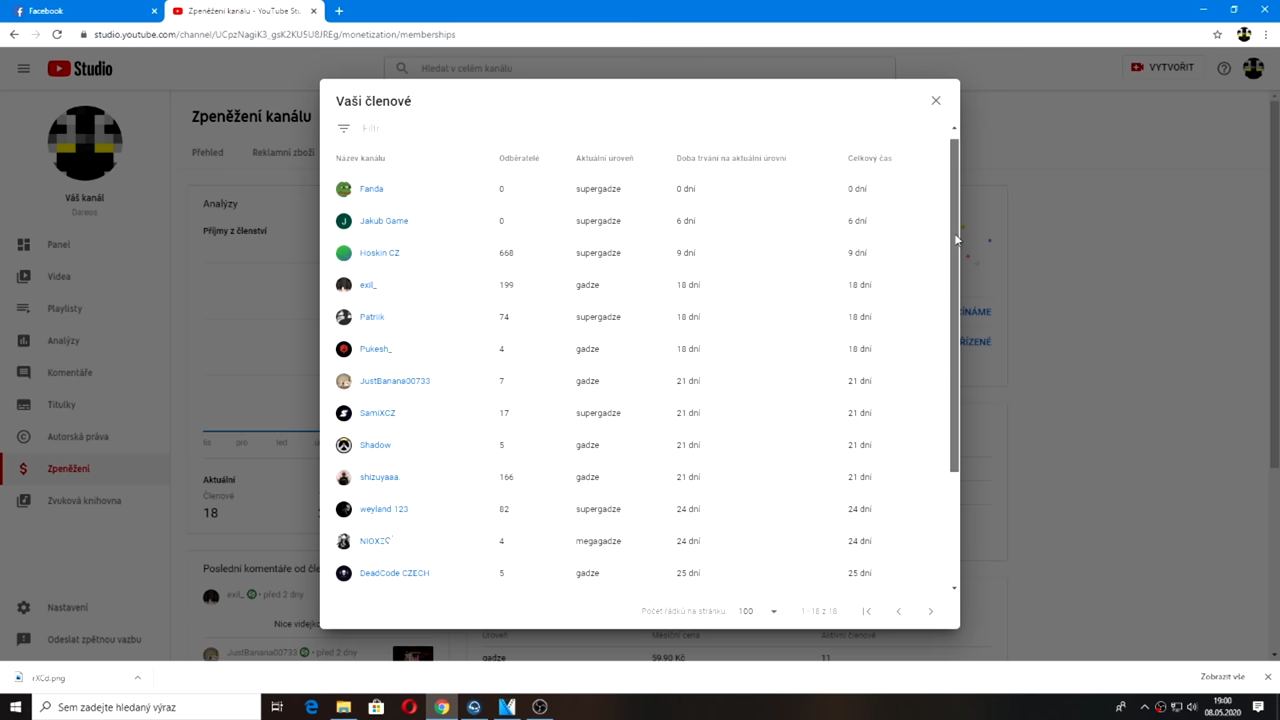 Facebook
Zpeněžení kanálu - YouTube Stu
studio.youtube.com/channel/UCpzNagiK3_gsK2KU5U8JREg/monetization/memberships
Studio
Hledat v celém kanálu
VYTVOŘIT
Váš kanál
Dareos
Panel
Videa
Playlisty
Analýzy
Komentáře
Titulky
Autorská práva
Zpeněžení
Zvuková knihovna
Nastavení
Odeslat zpětnou vazbu
Zpeněžení kanálu
Přehled
Reklamní zboží
Analýzy
Příjmy z členství
lis pro led
Aktuální
Členové
18
Poslední komentáře od čle
exil_ • před 2 dny
Nice videjko
JustBanana00733 • před 2 dny
Vaši členové
Filtr
Název kanálu Odběratelé Aktuální úroveň Doba trvání na aktuální úrovni Celkový čas
Fanda 0 supergadze 0 dní 0 dní
Jakub Game 0 supergadze 6 dní 6 dní
Hoskin CZ 668 supergadze 9 dní 9 dní
exil_ 199 gadze 18 dní 18 dní
Patriik 74 supergadze 18 dní 18 dní
Pukesh_ 4 gadze 18 dní 18 dní
JustBanana00733 7 gadze 21 dní 21 dní
SamiXCZ 17 supergadze 21 dní 21 dní
Shadow 5 gadze 21 dní 21 dní
shizuyaaa. 166 gadze 21 dní 21 dní
weyland 123 82 supergadze 24 dní 24 dní
4 megagadze 24 dní 24 dní
DeadCode CZECH 5 gadze 25 dní 25 dní
Počet řádků na stránku: 100 1–18 z 18
ÍNÁME
ŘÍZENÉ
Úroveň Měsíční cena Aktivní členové
gadze 59,90 Kč 11
rXCd.png
Zobrazit vše
Sem zadejte hledaný výraz
19:00
08.05.2020